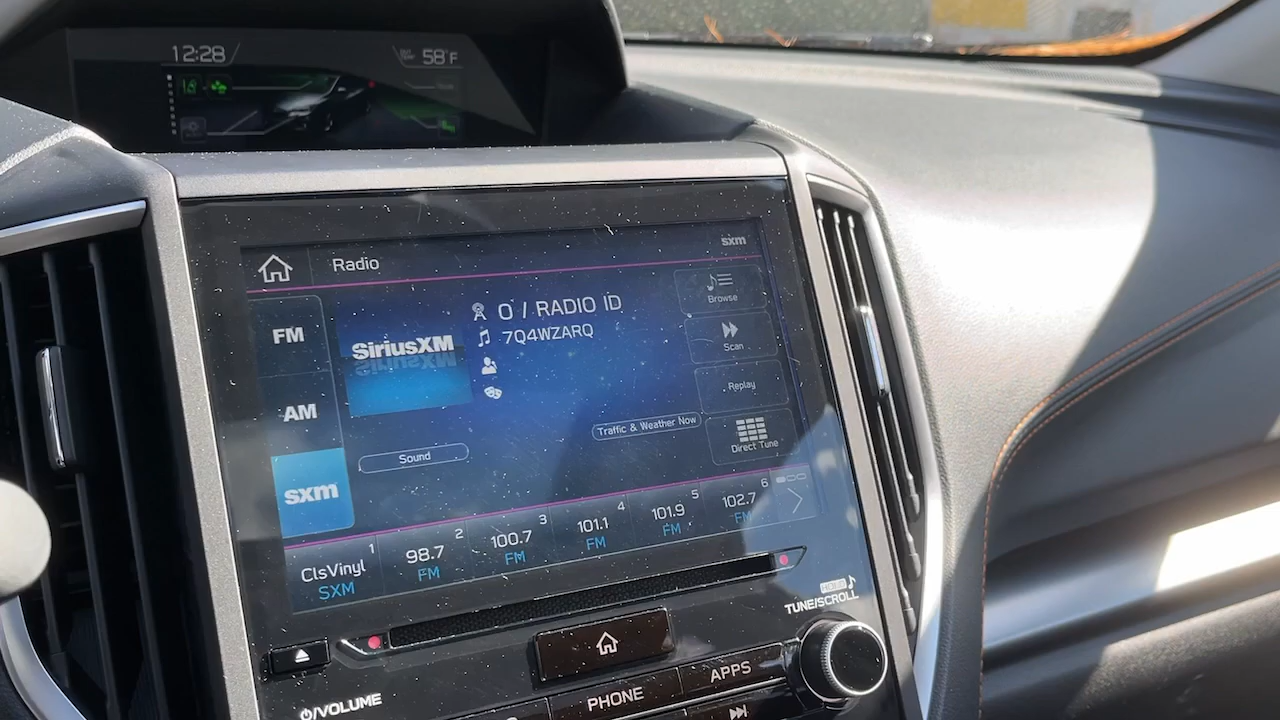 12:28
58°F
sxm
Radio
FM
AM
sxm
SiriusXM
0 / RADIO ID
7Q4WZARQ
Browse
Scan
Replay
Direct Tune
Traffic & Weather Now
Sound
ClsVinyl 1
SXM
98.7 2
FM
100.7 3
FM
101.1 4
FM
101.9 5
FM
102.7 6
FM
TUNE/SCROLL
APPS
PHONE
/VOLUME